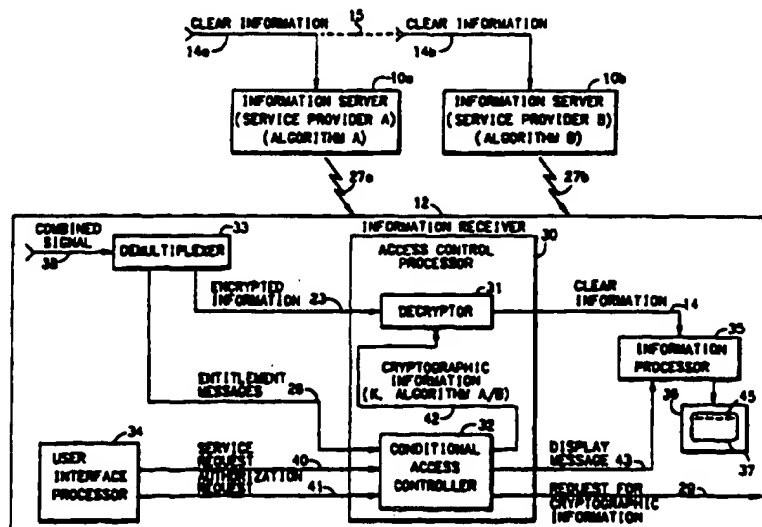 CLEAR INFORMATION
15
CLEAR INFORMATION
14a
14b
10a
10b
INFORMATION SERVER
(SERVICE PROVIDER A)
(ALGORITHM A)
INFORMATION SERVER
(SERVICE PROVIDER B)
(ALGORITHM B)
27a
27b
12
INFORMATION RECEIVER
COMBINED
SIGNAL
38
33
DEMULTIPLEXER
30
ACCESS CONTROL
PROCESSOR
31
DECRYPTOR
ENCRYPTED
INFORMATION
23
CLEAR
INFORMATION
14
35
INFORMATION
PROCESSOR
36
45
37
CRYPTOGRAPHIC
INFORMATION
(K, ALGORITHM A/B)
42
ENTITLEMENT
MESSAGES
34
USER
INTERFACE
PROCESSOR
SERVICE
REQUEST
40
AUTHORIZATION
REQUEST
41
32
CONDITIONAL
ACCESS
CONTROLLER
DISPLAY
MESSAGE
43
REQUEST FOR
CRYPTOGRAPHIC
INFORMATION
29